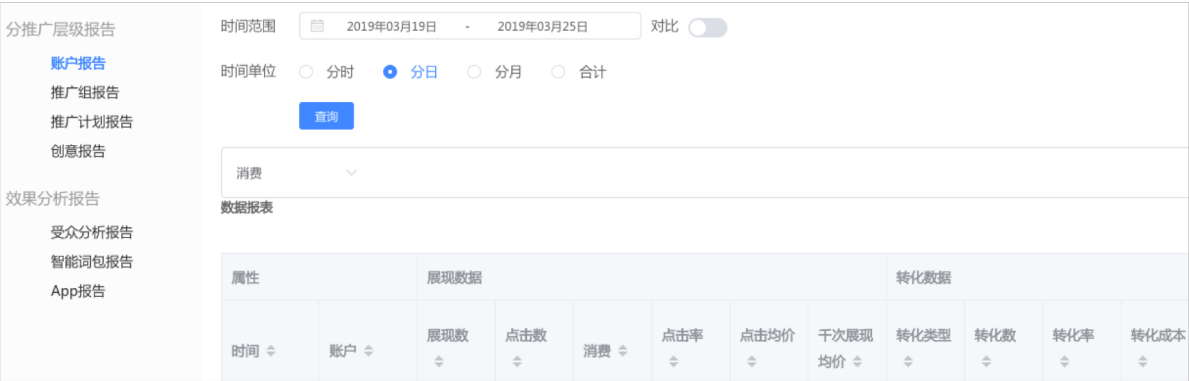 分推广层级报告
账户报告
推广组报告
推广计划报告
创意报告
效果分析报告
受众分析报告
智能词包报告
App报告
时间范围 2019年03月19日 - 2019年03月25日 对比
时间单位 分时 分日 分月 合计
查询
消费
数据报表
属性 展现数据 转化数据
时间 账户 展现数 点击数 消费 点击率 点击均价 千次展现均价 转化类型 转化数 转化率 转化成本